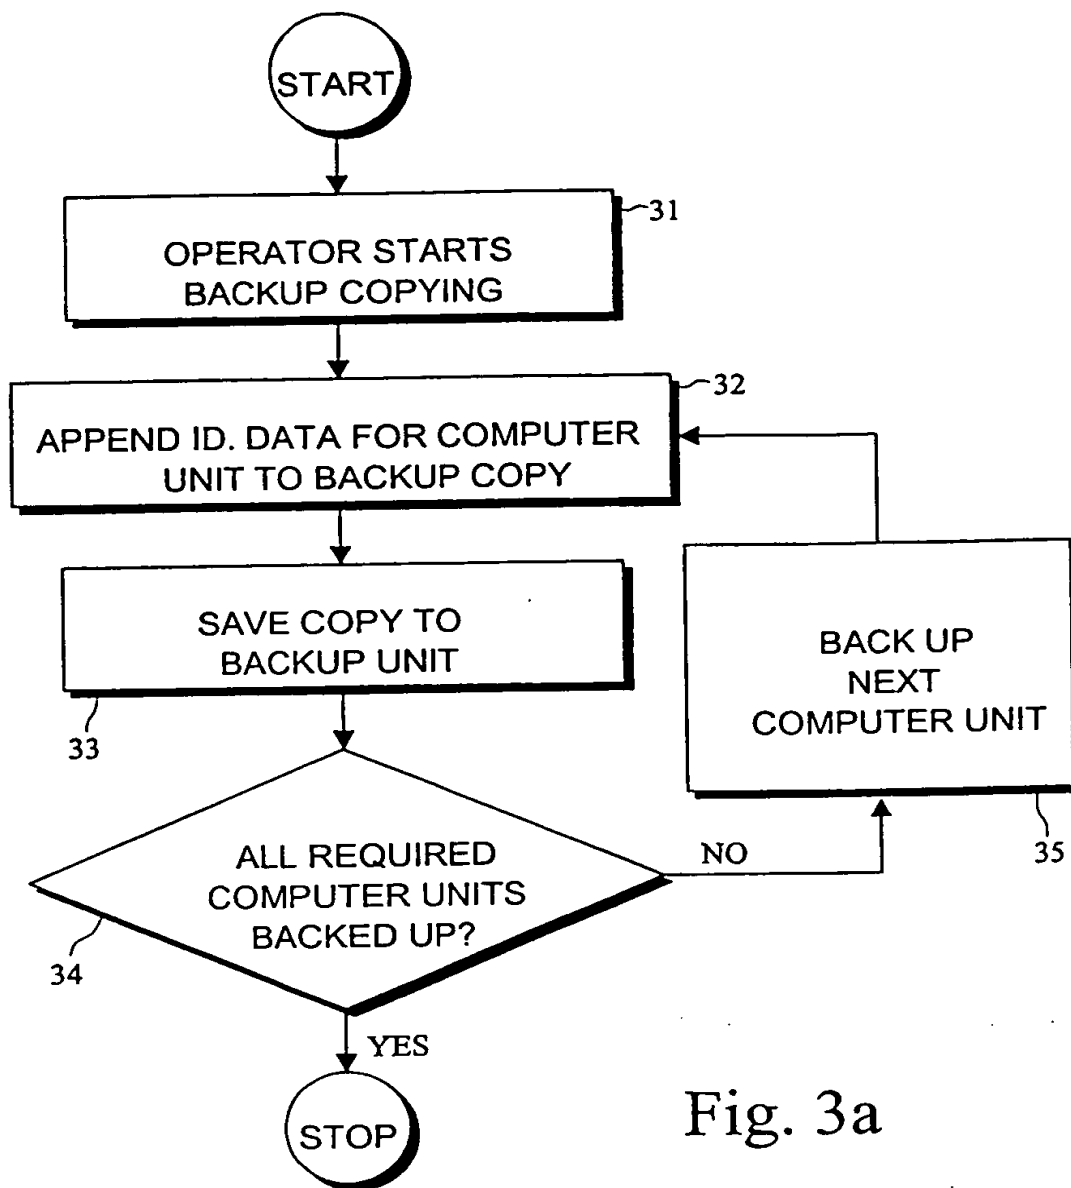 START
31
OPERATOR STARTS
BACKUP COPYING
32
APPEND ID. DATA FOR COMPUTER
UNIT TO BACKUP COPY
SAVE COPY TO
BACKUP UNIT
33
BACK UP
NEXT
COMPUTER UNIT
35
ALL REQUIRED
COMPUTER UNITS
BACKED UP?
34
NO
YES
STOP
Fig. 3a